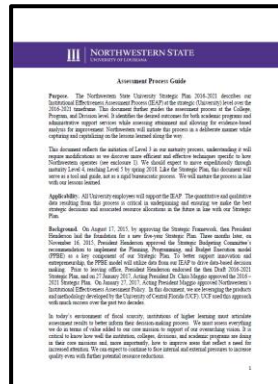 NORTHWESTERN STATE
UNIVERSITY OF LOUISIANA
Assessment Process Guide
Purpose. The Northwestern State University Strategic Plan 2016-2021 describes our
Institutional Effectiveness Assessment Process (IEAP) at the strategic (University) level over the
2016-2021 timeframe. This document further guides the assessment process at the College,
Program, and Division level. It identifies the desired outcomes for both academic programs and
administrative support services while assessing attainment and allowing for evidence-based
analysis for improvement. Northwestern will initiate this process in a deliberate manner while
capturing and capitalizing on the lessons learned along the way.
This document reflects the initiation of Level 3 in our maturity process, understanding it will
require modifications as we discover more efficient and effective techniques specific to how
Northwestern operates (see enclosure 1). We should expect to move expeditiously through
maturity Level 4, reaching Level 5 by spring 2018. Like the Strategic Plan, this document will
serve as a tool and guide, not as a rigid bureaucratic process. We will mature the process in line
with our lessons learned.
Applicability. All University employees will support the IEAP. The quantitative and qualitative
data resulting from this process is critical in underpinning and ensuring we make the best
strategic decisions and associated resource allocations in the future in line with our Strategic
Plan.
Background. On August 17, 2015, by approving the Strategic Framework, then President
Henderson laid the foundation for a new five-year Strategic Plan. Three months later, on
November 16, 2015, President Henderson approved the Strategic Budgeting Committee's
recommendation to implement the Planning, Programming, and Budget Execution model
(PPBE) as a key component of our Strategic Plan. To better support innovation and
entrepreneurship, the PPBE model will utilize data from our IEAP to drive data-based decision
making. Prior to leaving office, President Henderson endorsed the then Draft 2016-2021
Strategic Plan, and on 27 January 2017, Acting President Dr. Chris Maggio approved the 2016 –
2021 Strategic Plan. On January 27, 2017, Acting President Maggio approved Northwestern's
Institutional Effectiveness Assessment Policy. In this document, we are leveraging the products
and methodology developed by the University of Central Florida (UCF). UCF used this approach
with much success over the past two decades.
In today's environment of fiscal scarcity, institutions of higher learning must articulate
assessment results to better inform their decision-making process. We must assess everything
we do in terms of value added to our core mission to support of our overarching vision. It is
critical to know how well the institution, colleges, divisions, and academic programs are doing
in their core missions and, more importantly, how to improve areas that reflect a need for
increased attention. We can expect to continue to face internal and external pressures to increase
quality even with further potential resource reductions.
1